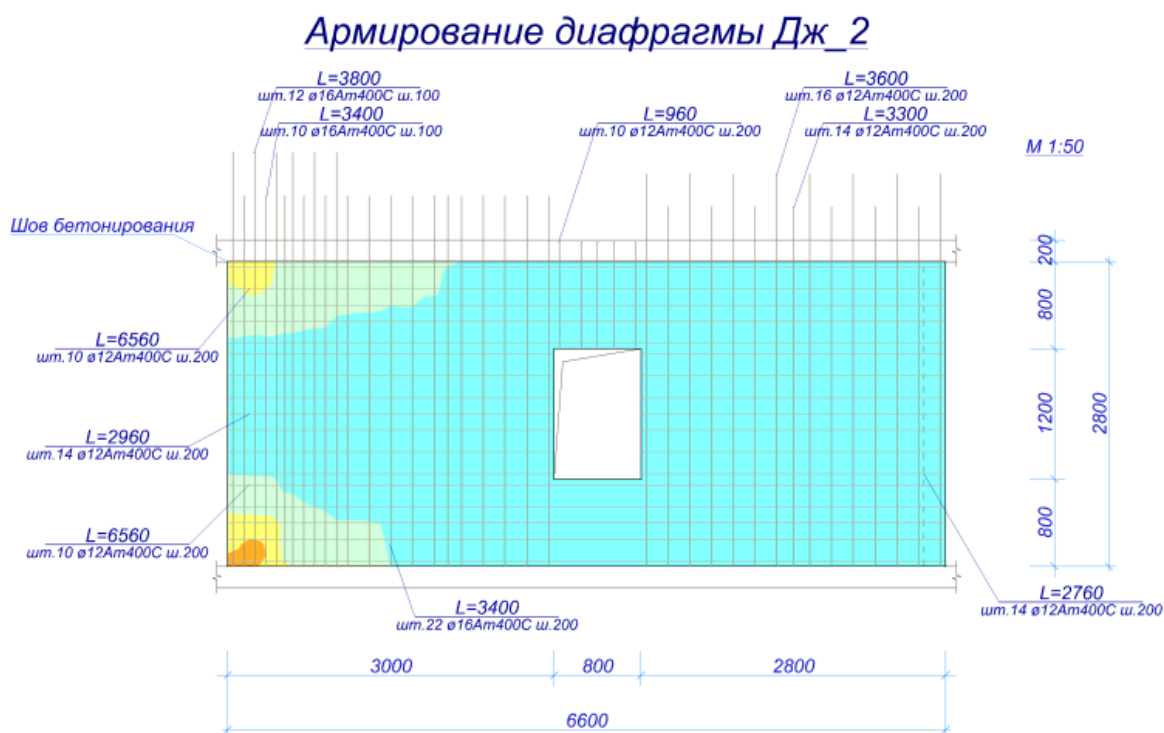 Армирование диафрагмы Дж_2
L=3800
шт.12 ø16Ат400С ш.100
L=3400
шт.10 ø16Ат400С ш.100
L=960
шт.10 ø12Ат400С ш.200
L=3600
шт.16 ø12Ат400С ш.200
L=3300
шт.14 ø12Ат400С ш.200
М 1:50
Шов бетонирования
L=6560
шт.10 ø12Ат400С ш.200
L=2960
шт.14 ø12Ат400С ш.200
L=6560
шт.10 ø12Ат400С ш.200
L=3400
шт.22 ø16Ат400С ш.200
L=2760
шт.14 ø12Ат400С ш.200
200
800
1200
800
2800
3000
800
2800
6600